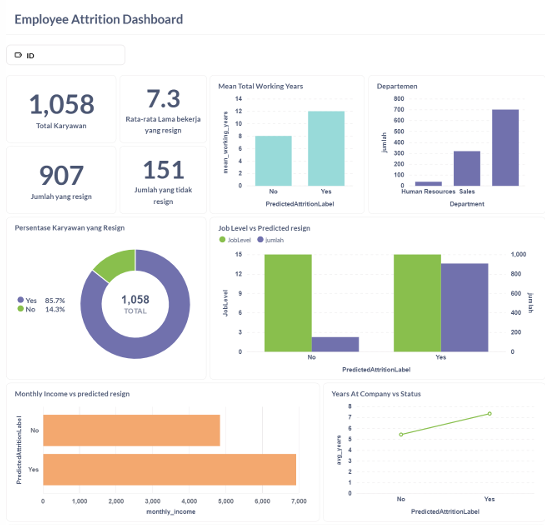 Employee Attrition Dashboard
ID
1,058
Total Karyawan
7.3
Rata-rata Lama bekerja
yang resign
907
Jumlah yang resign
151
Jumlah yang tidak
resign
Mean Total Working Years
mean_working_years
14
12
10
8
6
4
2
0
No
Yes
PredictedAttritionLabel
Departemen
jumlah
800
700
600
500
400
300
200
100
0
Human Resources
Sales
Department
Persentase Karyawan yang Resign
Yes 85.7%
No 14.3%
1,058
TOTAL
Job Level vs Predicted resign
JobLevel
jumlah
JobLevel
15
12
9
6
3
0
No
Yes
1,000
800
600
400
200
0
jumlah
PredictedAttritionLabel
Monthly Income vs predicted resign
PredictedAttritionLabel
No
Yes
0
1,000
2,000
3,000
4,000
5,000
6,000
7,000
monthly_income
Years At Company vs Status
avg_years
8
7
6
5
4
3
2
1
0
No
Yes
PredictedAttritionLabel